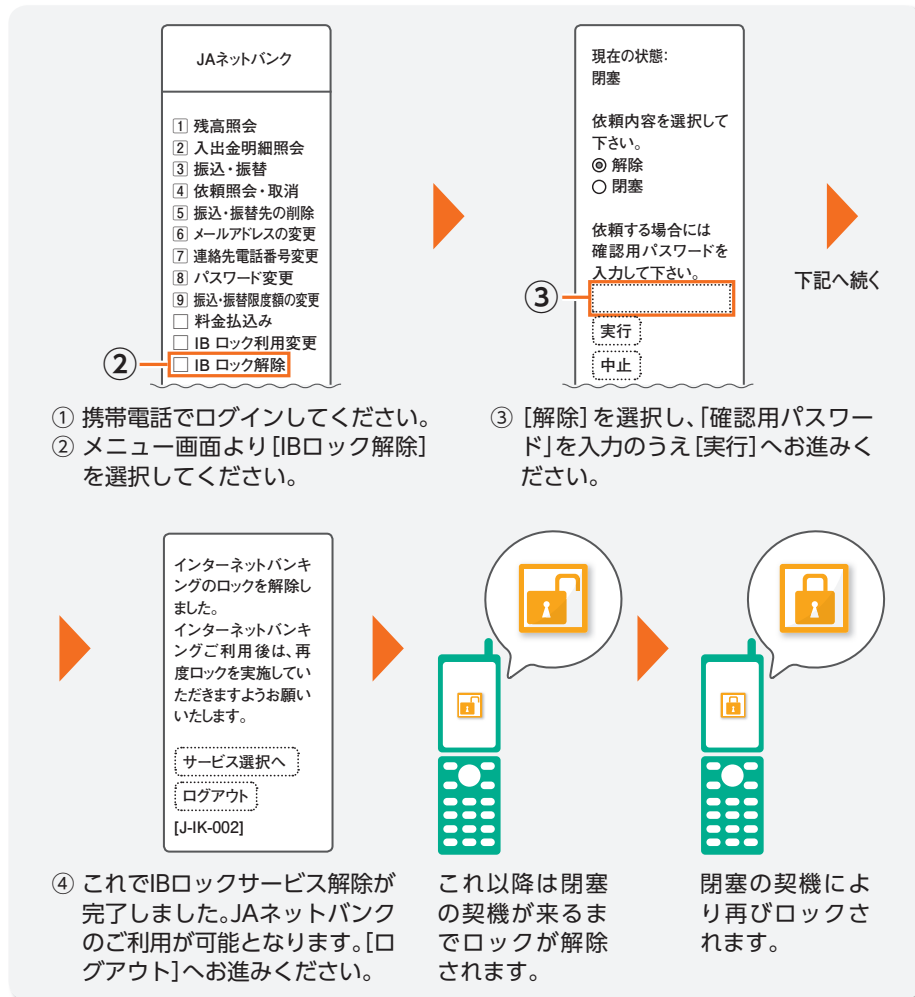 JAネットバンク
1 残高照会
2 入出金明細照会
3 振込・振替
4 依頼照会・取消
5 振込・振替先の削除
6 メールアドレスの変更
7 連絡先電話番号変更
8 パスワード変更
9 振込・振替限度額の変更
□ 料金払込み
□ IB ロック利用変更
② □ IB ロック解除
① 携帯電話でログインしてください。
② メニュー画面より[IBロック解除]
を選択してください。
現在の状態:
閉塞
依頼内容を選択して
下さい。
◎ 解除
○ 閉塞
依頼する場合には
確認用パスワードを
入力して下さい。
③
実行
中止
下記へ続く
③ [解除]を選択し、「確認用パスワー
ド」を入力のうえ[実行]へお進みく
ださい。
インターネットバンキ
ングのロックを解除し
ました。
インターネットバンキ
ングご利用後は、再
度ロックを実施してい
ただきますようお願い
いたします。
サービス選択へ
ログアウト
[J-IK-002]
④ これでIBロックサービス解除が
完了しました。JAネットバンク
のご利用が可能となります。[ロ
グアウト]へお進みください。
これ以降は閉塞
の契機が来るま
でロックが解除
されます。
閉塞の契機によ
り再びロックさ
れます。